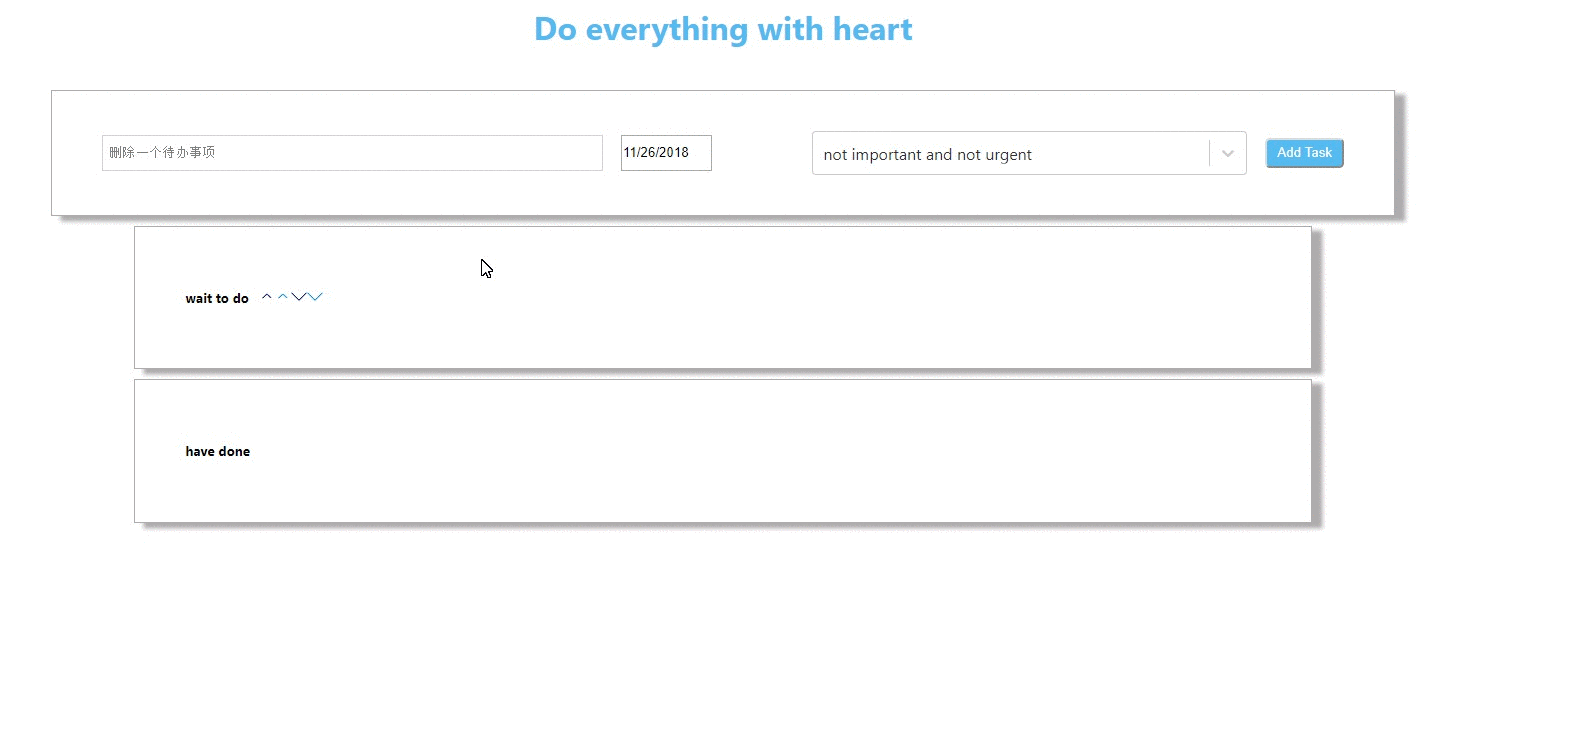 Do everything with heart
删除一个待办事项
11/26/2018
not important and not urgent
Add Task
wait to do
have done